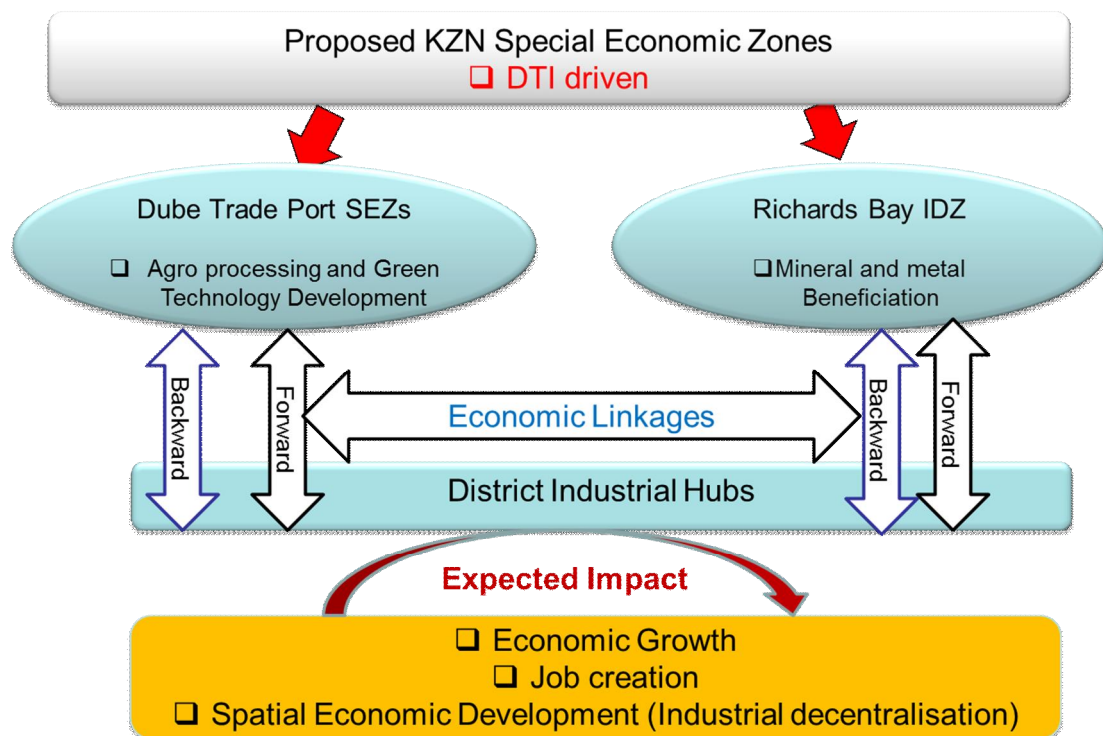 Proposed KZN Special Economic Zones
❑ DTI driven
Dube Trade Port SEZs
❑ Agro processing and Green
Technology Development
Richards Bay IDZ
❑ Mineral and metal
Beneficiation
Backward
Forward
Economic Linkages
Backward
Forward
District Industrial Hubs
Expected Impact
❑ Economic Growth
❑ Job creation
❑ Spatial Economic Development (Industrial decentralisation)